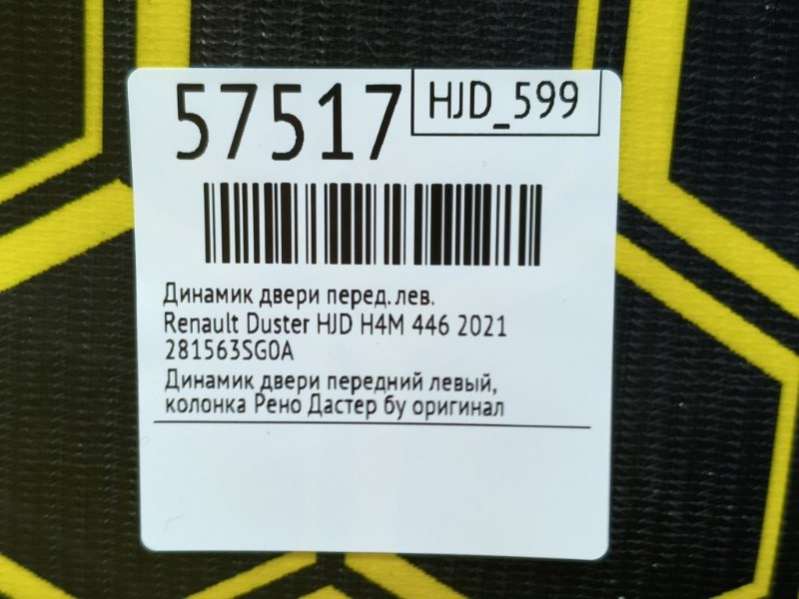 57517
HJD_599
Динамик двери перед. лев.
Renault Duster HJD H4M 446 2021
281563SG0A
Динамик двери передний левый,
колонка Рено Дастер бу оригинал